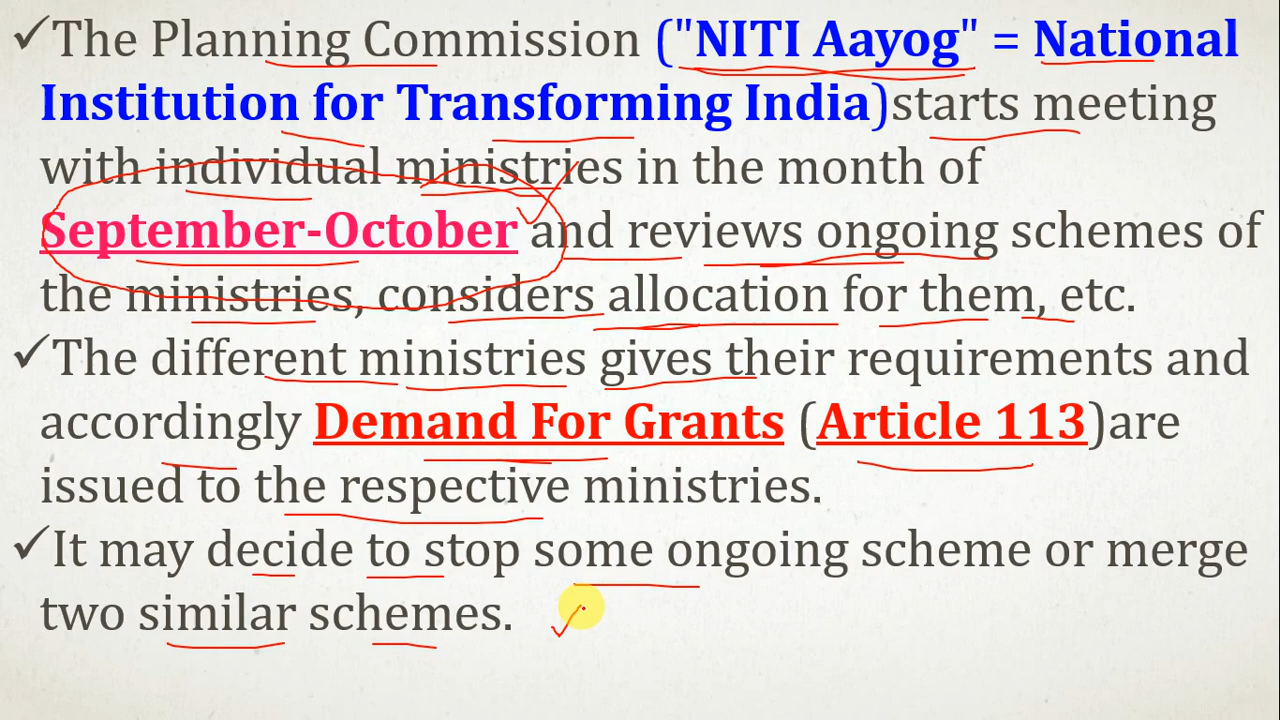 ✓The Planning Commission ("NITI Aayog" = National
Institution for Transforming India)starts meeting
with individual ministries in the month of
September-October and reviews ongoing schemes of
the ministries, considers allocation for them, etc.
✓The different ministries gives their requirements and
accordingly Demand For Grants (Article 113)are
issued to the respective ministries.
✓It may decide to stop some ongoing scheme or merge
two similar schemes.